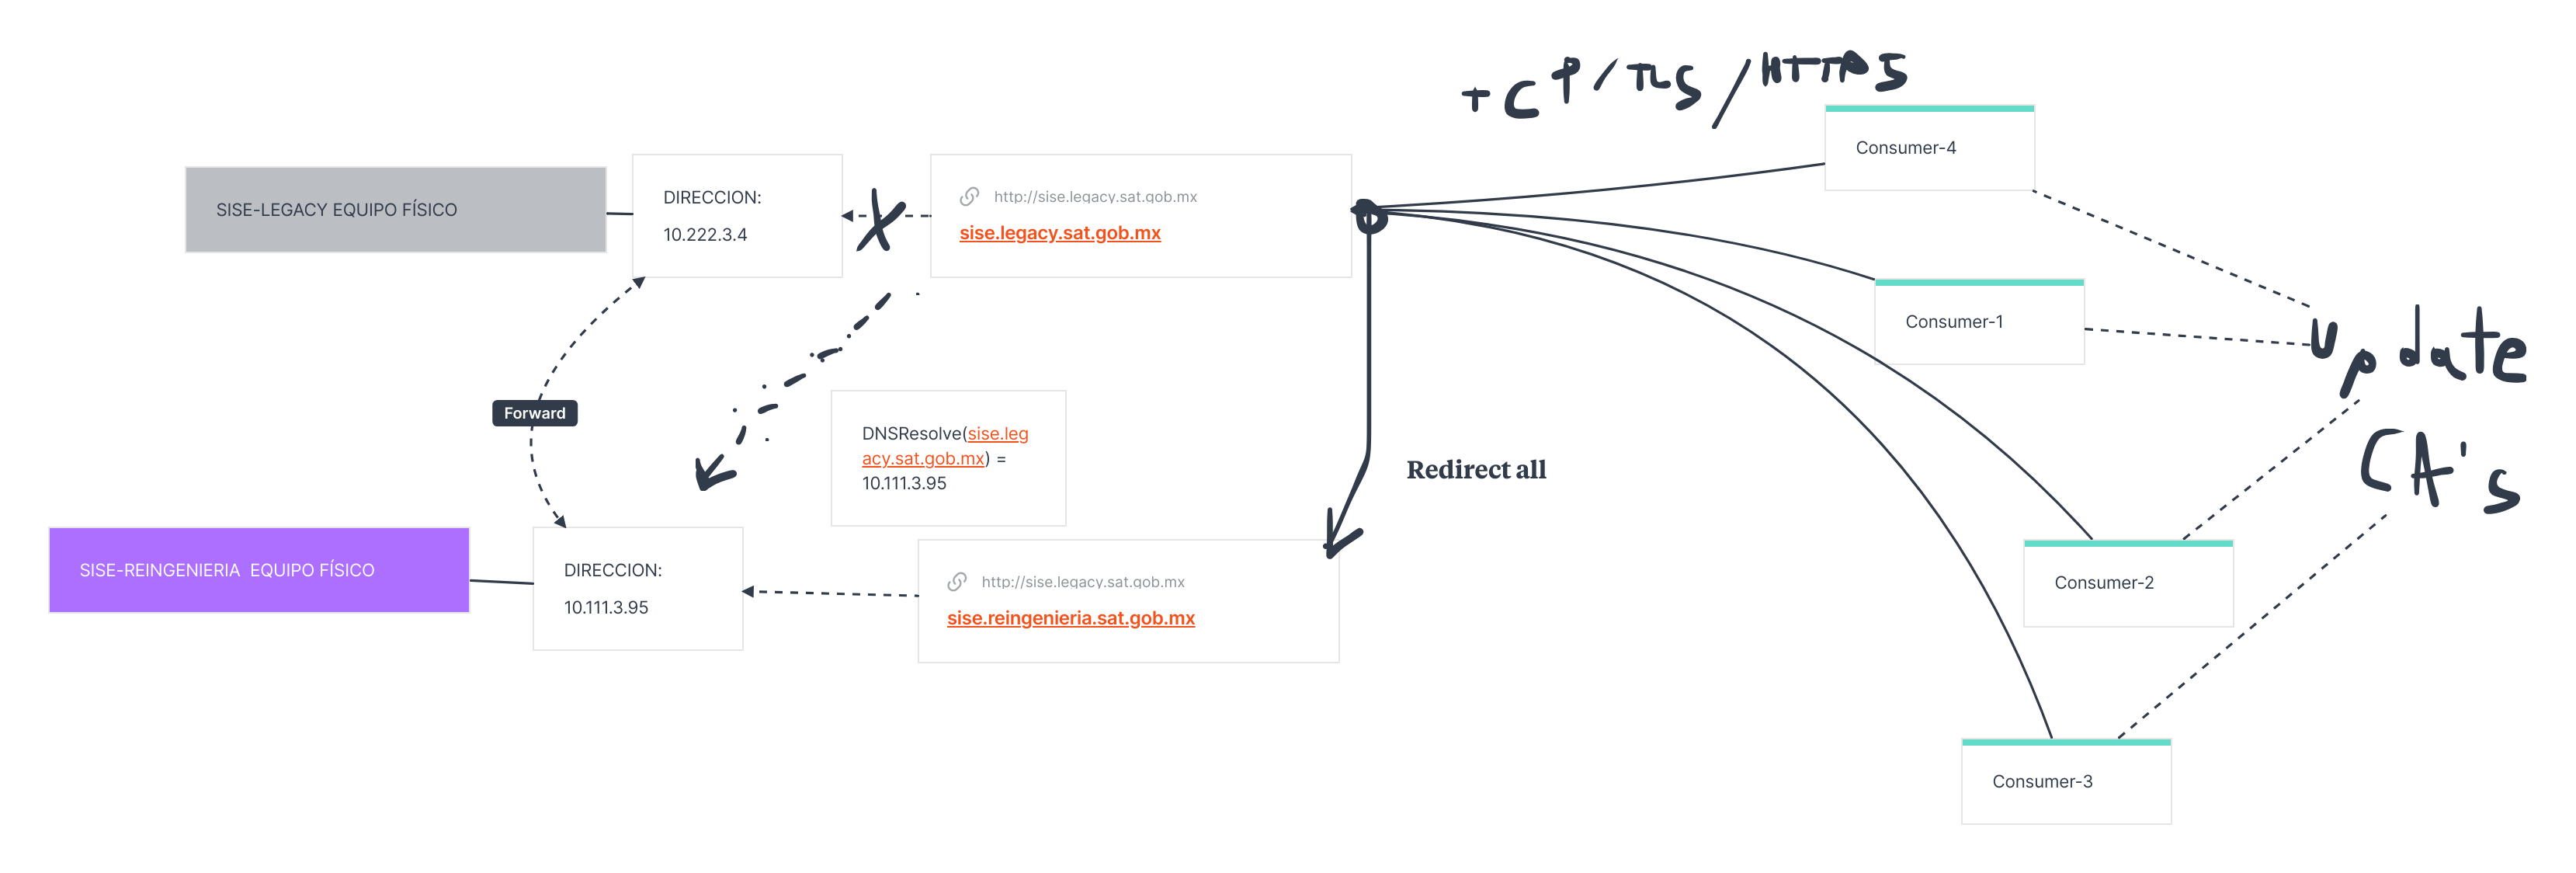 +CP/TLS/HTTPS
Consumer-4
SISE-LEGACY EQUIPO FÍSICO
DIRECCION:
10.222.3.4
X
http://sise.legacy.sat.gob.mx
sise.legacy.sat.gob.mx
Consumer-1
Update
CA's
Forward
DNSResolve(sise.leg
acy.sat.gob.mx) =
10.111.3.95
Redirect all
SISE-REINGENIERIA  EQUIPO FÍSICO
DIRECCION:
10.111.3.95
http://sise.legacy.sat.gob.mx
sise.reingenieria.sat.gob.mx
Consumer-2
Consumer-3